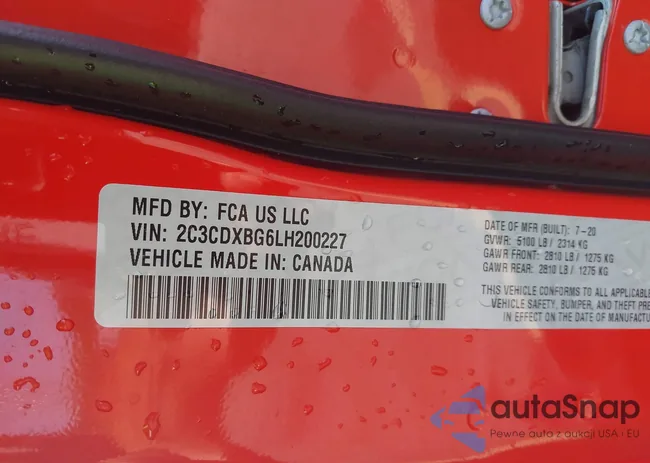 MFD BY: FCA US LLC
VIN: 2C3CDXBG6LH200227
VEHICLE MADE IN: CANADA
DATE OF MFR (BUILT): 7-20
GVWR: 5100 LB / 2314 KG
GAWR FRONT: 2810 LB / 1275 KG
GAWR REAR: 2810 LB / 1275 KG
THIS VEHICLE CONFORMS TO ALL APPLICABLE
VEHICLE SAFETY, BUMPER, AND THEFT PRE
IN EFFECT ON THE DATE OF MANUFACTU
autaSnap
Pewne auta z aukcji USA i EU